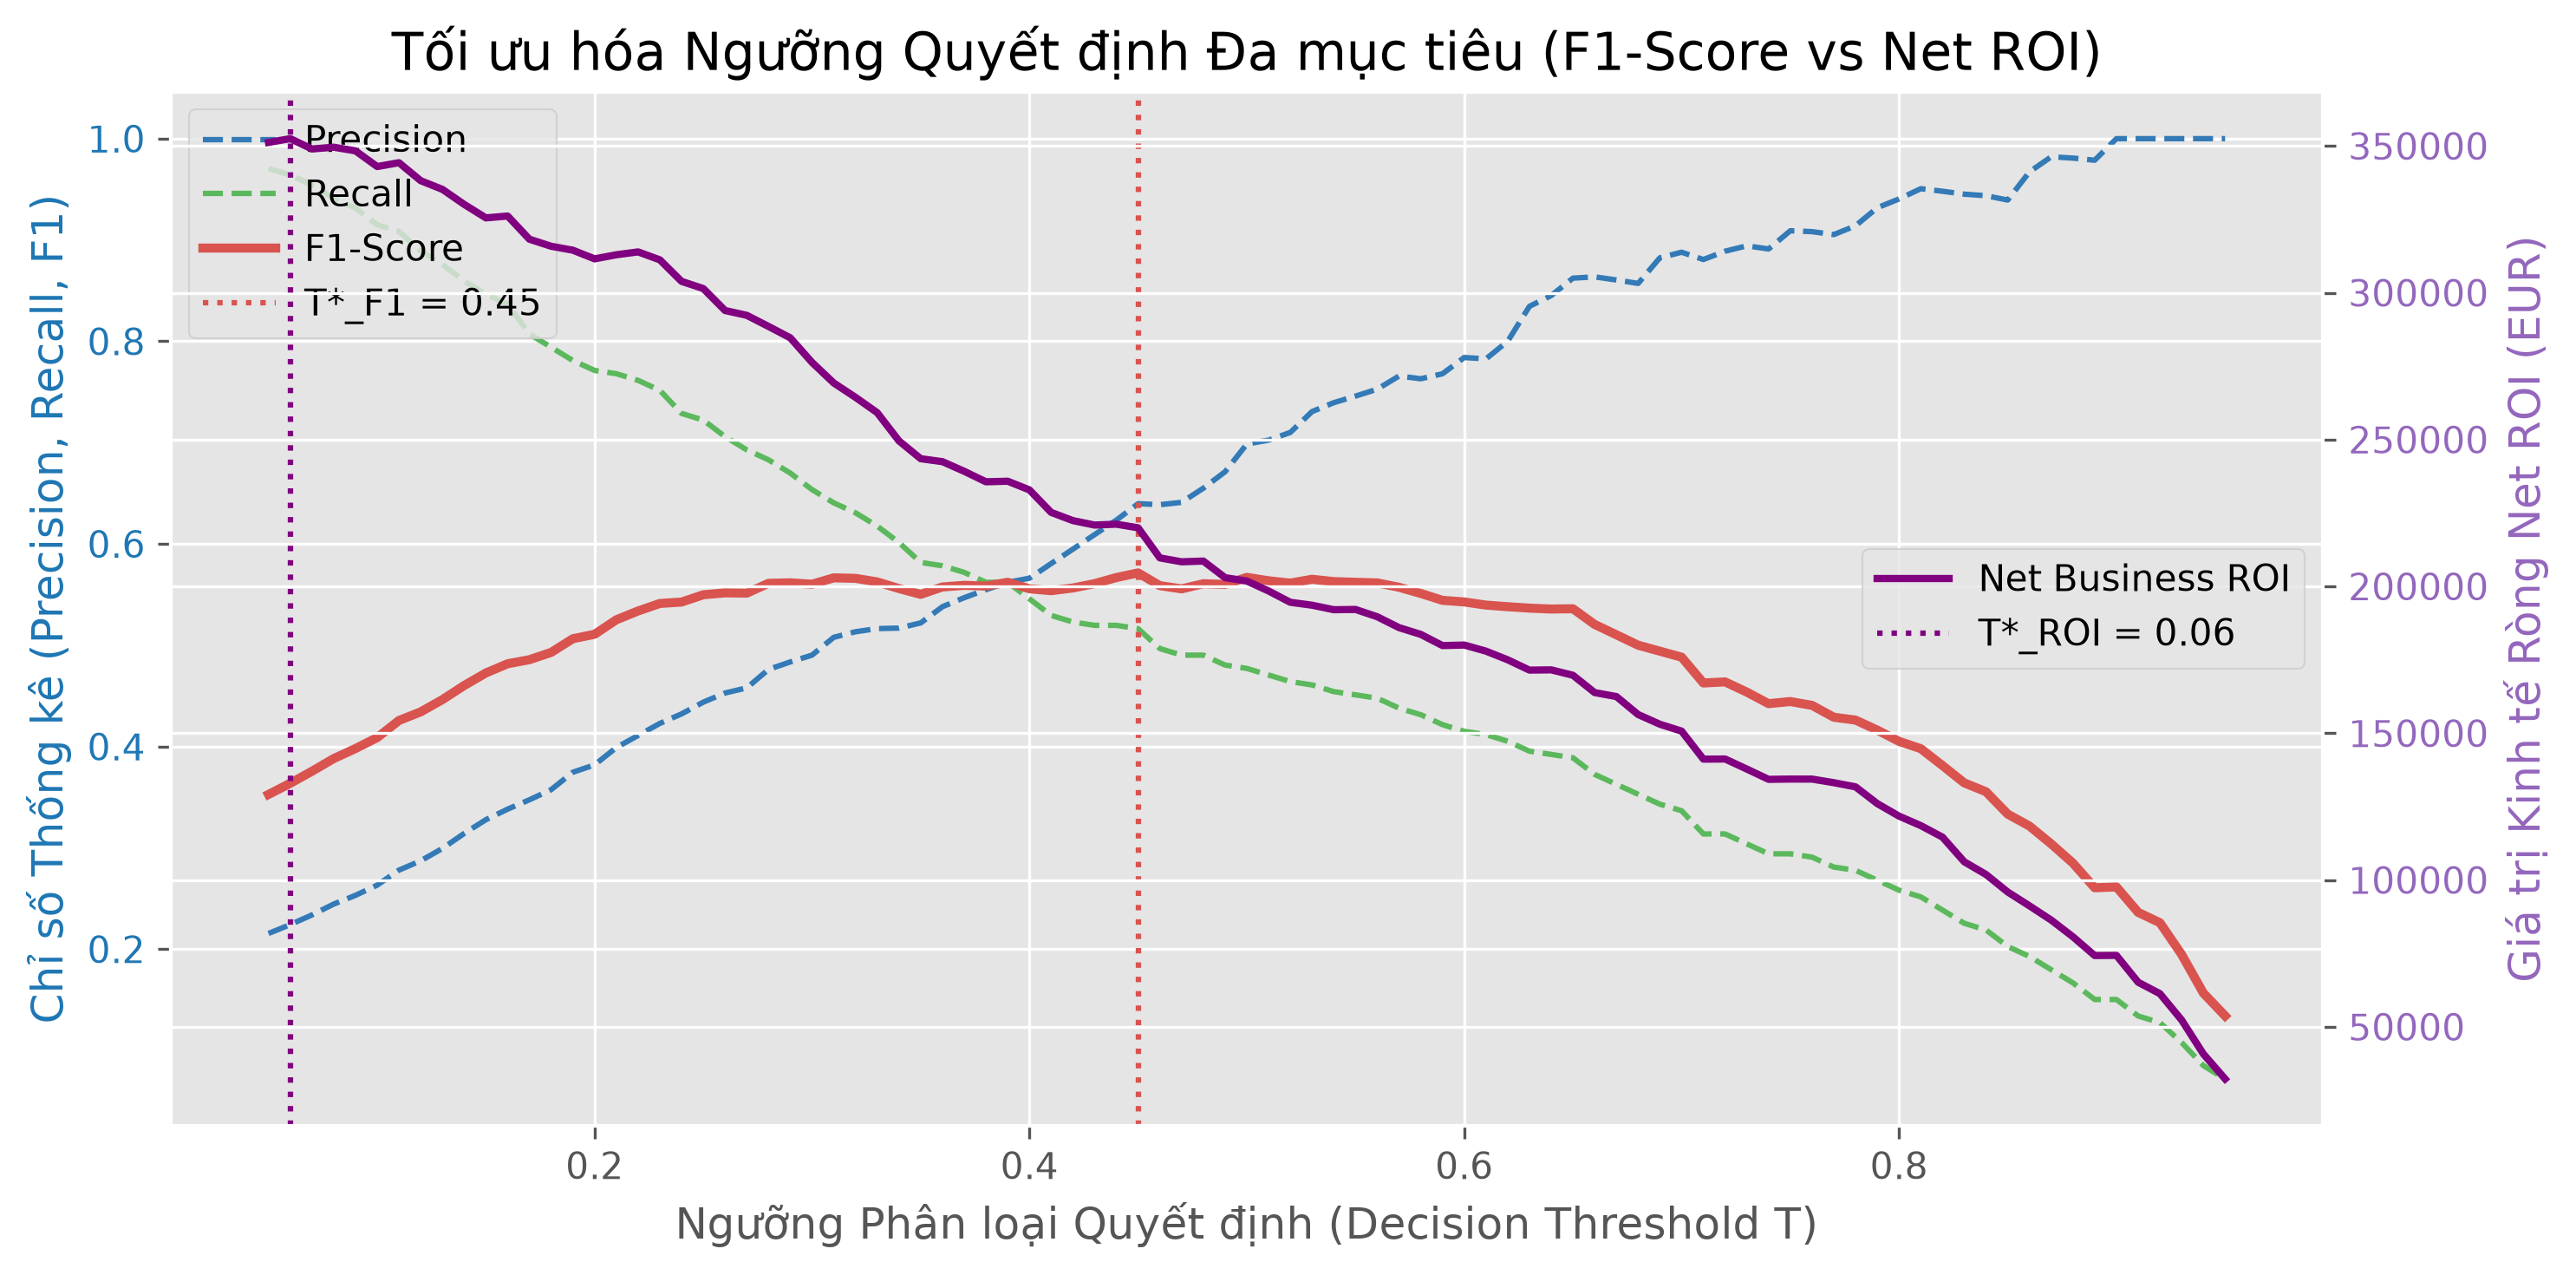 Tối ưu hóa Ngưỡng Quyết định Đa mục tiêu (F1-Score vs Net ROI)
Chỉ số Thống kê (Precision, Recall, F1)
1.0
0.8
0.6
0.4
0.2
Precision
Recall
F1-Score
T*_F1 = 0.45
Net Business ROI
T*_ROI = 0.06
350000
300000
250000
200000
150000
100000
50000
Giá trị Kinh tế Ròng Net ROI (EUR)
0.2
0.4
0.6
0.8
Ngưỡng Phân loại Quyết định (Decision Threshold T)